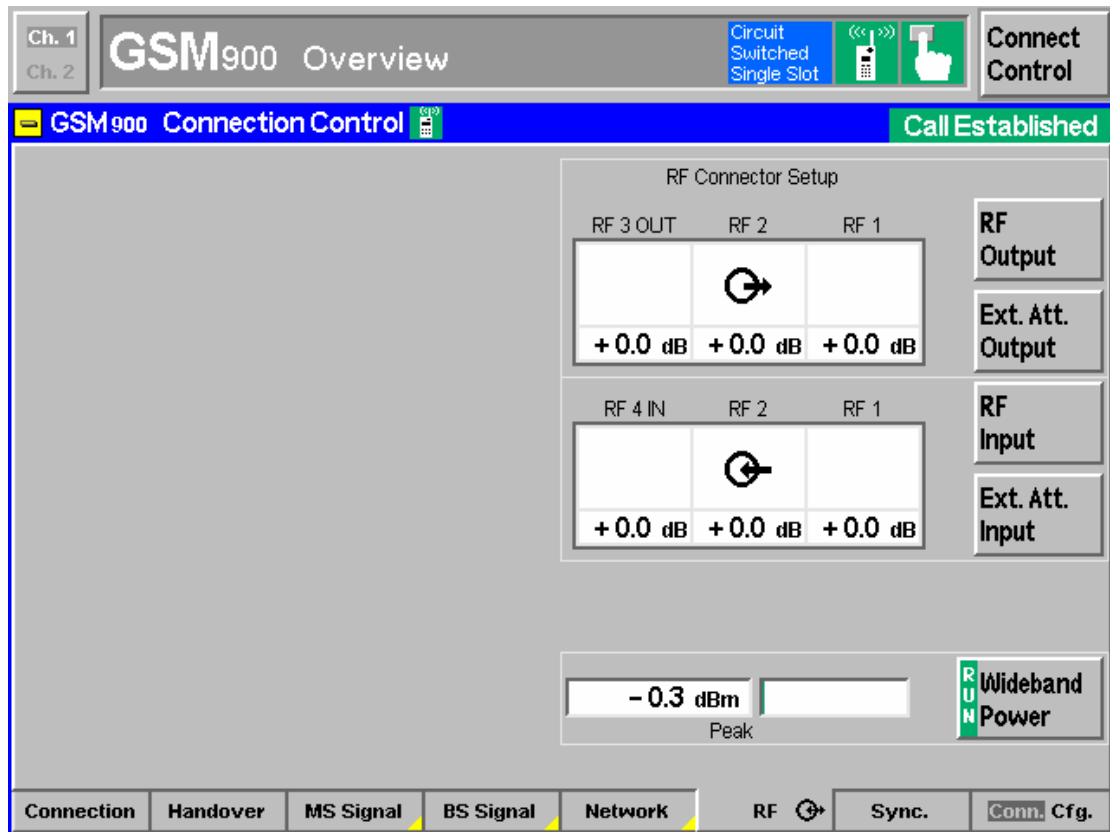 Ch. 1
Ch. 2
GSM900 Overview
Circuit
Switched
Single Slot
Connect
Control
GSM 900 Connection Control
Call Established
RF Connector Setup
RF 3 OUT RF 2 RF 1
+ 0.0 dB + 0.0 dB + 0.0 dB
RF
Output
Ext. Att.
Output
RF 4 IN RF 2 RF 1
+ 0.0 dB + 0.0 dB + 0.0 dB
RF
Input
Ext. Att.
Input
– 0.3 dBm
Peak
RUN
Wideband
Power
Connection Handover MS Signal BS Signal Network RF Sync. Conn. Cfg.